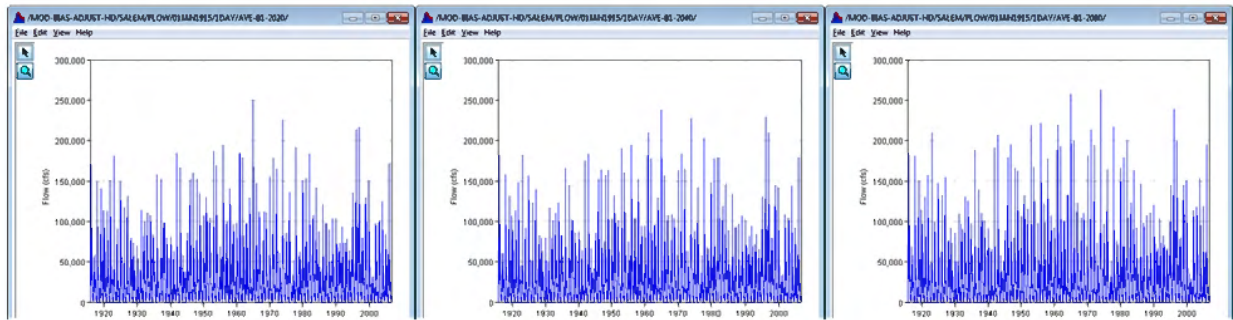 /MOD-BIAS-ADJUST-HD/SALEM/FLOW/01JAN1915/1DAY/AVE-B1-2020/
File Edit View Help
300,000
250,000
200,000
150,000
100,000
50,000
0
Flow (cfs)
1920 1930 1940 1950 1960 1970 1980 1990 2000
/MOD-BIAS-ADJUST-HD/SALEM/FLOW/01JAN1915/1DAY/AVE-B1-2040/
File Edit View Help
300,000
250,000
200,000
150,000
100,000
50,000
0
Flow (cfs)
1920 1930 1940 1950 1960 1970 1980 1990 2000
/MOD-BIAS-ADJUST-HD/SALEM/FLOW/01JAN1915/1DAY/AVE-B1-2080/
File Edit View Help
300,000
250,000
200,000
150,000
100,000
50,000
0
Flow (cfs)
1920 1930 1940 1950 1960 1970 1980 1990 2000